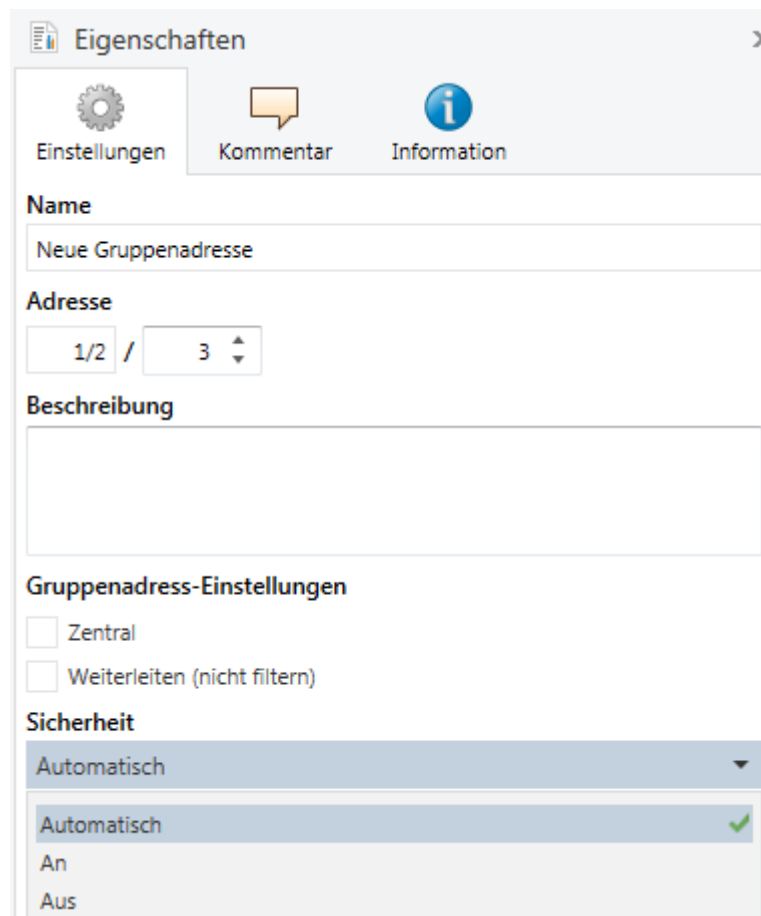 Eigenschaften
Einstellungen Kommentar Information
Name
Neue Gruppenadresse
Adresse
1/2 / 3
Beschreibung
Gruppenadress-Einstellungen
Zentral
Weiterleiten (nicht filtern)
Sicherheit
Automatisch
Automatisch
An
Aus